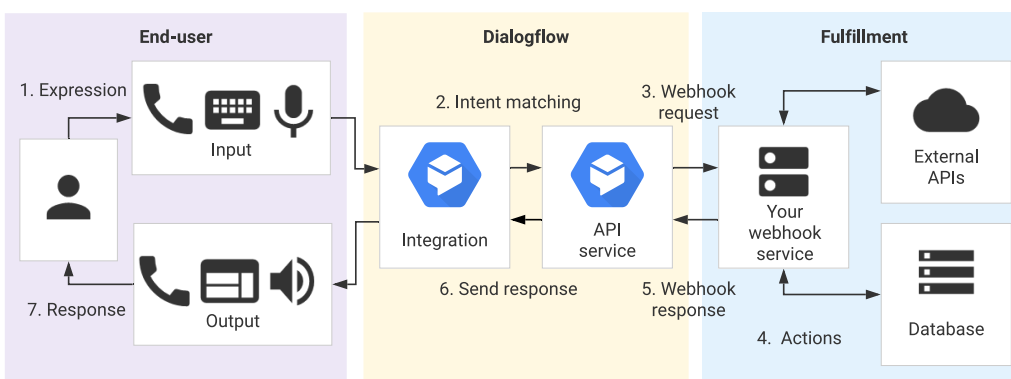 End-user
Dialogflow
Fulfillment
1. Expression
Input
2. Intent matching
3. Webhook
request
External
APIs
Integration
API
service
Your
webhook
service
7. Response
Output
6. Send response
5. Webhook
response
4. Actions
Database